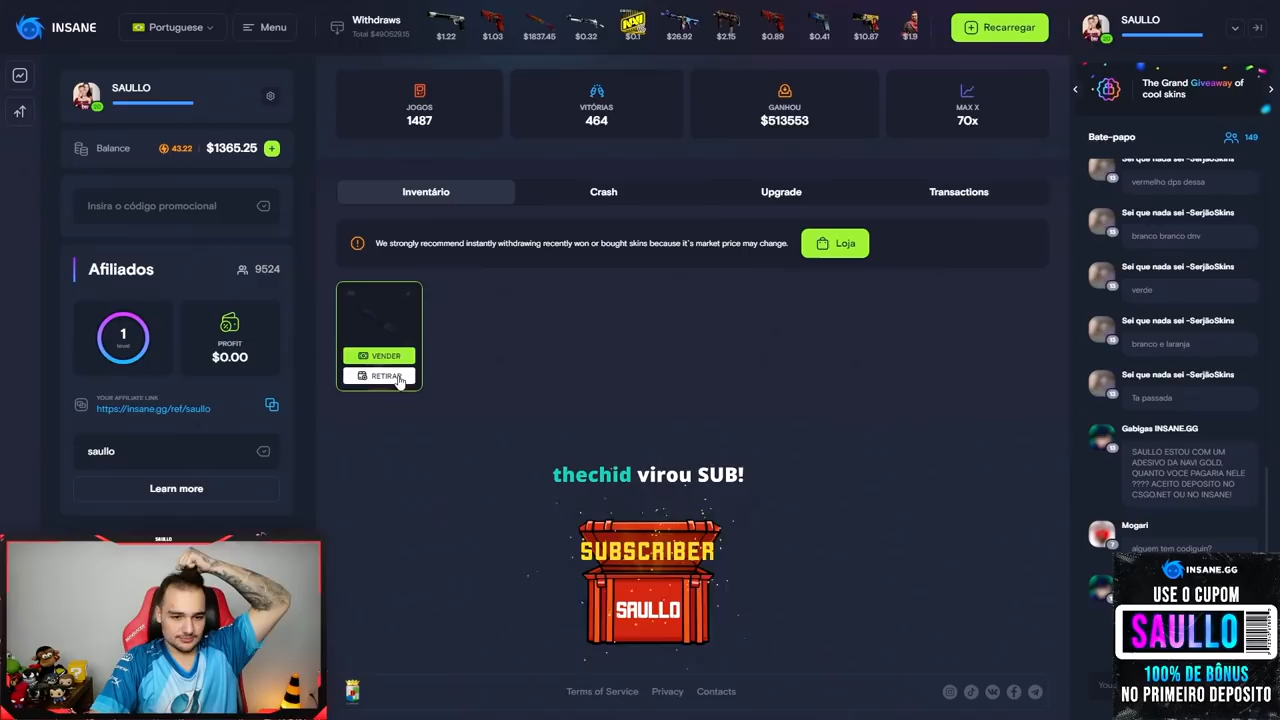 INSANE
Portuguese
Menu
Withdraws
Total $490529.15
$1.22
$1.03
$1837.45
$0.32
$0.1
$26.92
$2.15
$0.89
$0.41
$10.87
$1.9
Recarregar
SAULLO
SAULLO
Balance
43.22
$1365.25
Insira o código promocional
Afiliados
9524
1
level
PROFIT
$0.00
YOUR AFFILIATE LINK
https://insane.gg/ref/saullo
saullo
Learn more
JOGOS
1487
VITÓRIAS
464
GANHOU
$513553
MAX X
70x
Inventário
Crash
Upgrade
Transactions
We strongly recommend instantly withdrawing recently won or bought skins because it's market price may change.
Loja
VENDER
RETIRAR
thechid virou SUB!
SUBSCRIBER
SAULLO
Terms of Service
Privacy
Contacts
The Grand Giveaway of
cool skins
Bate-papo
149
Sei que nada sei -SerjãoSkins
vermelho dps dessa
Sei que nada sei -SerjãoSkins
branco branco dnv
Sei que nada sei -SerjãoSkins
verde
Sei que nada sei -SerjãoSkins
branco e laranja
Sei que nada sei -SerjãoSkins
Ta passada
Gabigas INSANE.GG
SAULLO ESTOU COM UM
ADESIVO DA NAVI GOLD,
QUANTO VOCE PAGARIA NELE
???? ACEITO DEPOSITO NO
CSGO.NET OU NO INSANE!
Mogari
alguem tem codiguin?
SAULLO
INSANE.GG
USE O CUPOM
SAULLO
100% DE BÔNUS
NO PRIMEIRO DEPÓSITO